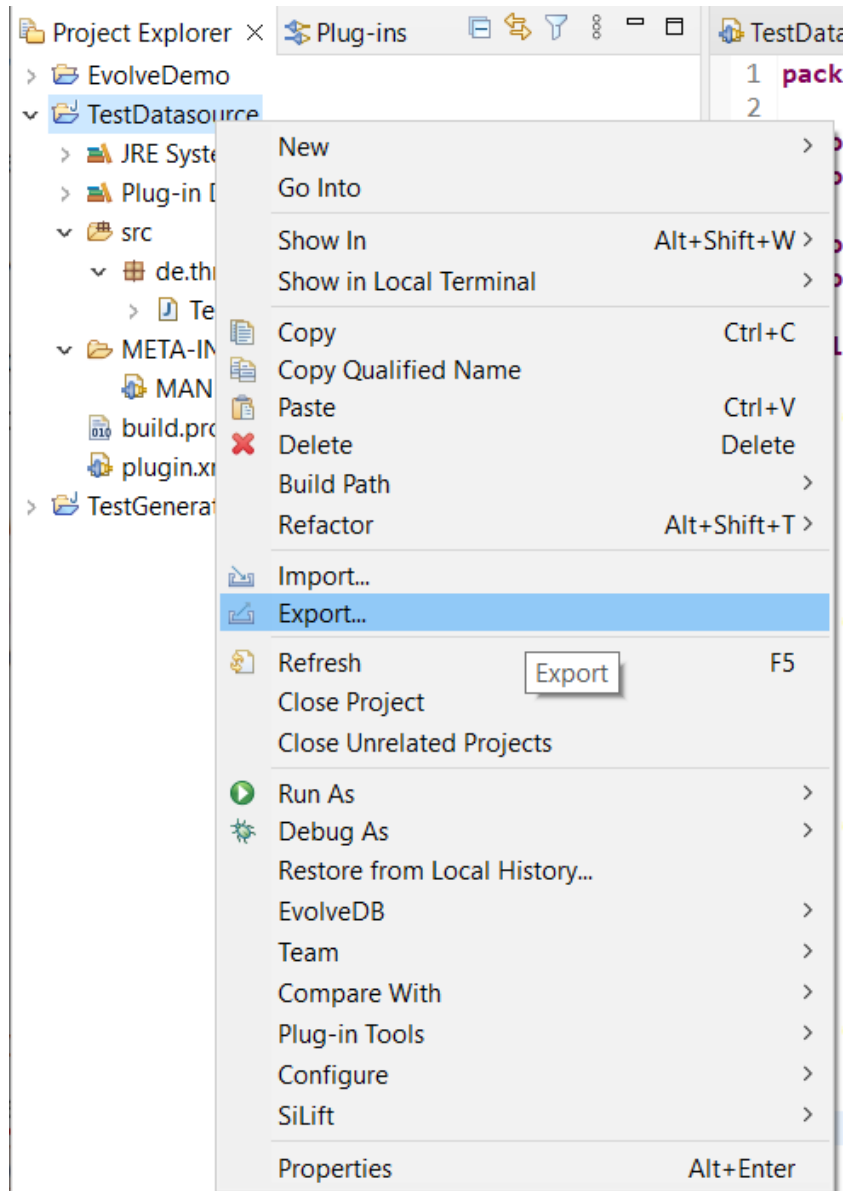 Project Explorer Plug-ins TestData
EvolveDemo 1 pack
TestDatasource 2
JRE Syste
Plug-in
src
de.thr
Te
META-IN
MAN
build.pro
plugin.xm
TestGenerat
New
Go Into
Show In Alt+Shift+W
Show in Local Terminal
Copy Ctrl+C
Copy Qualified Name
Paste Ctrl+V
Delete Delete
Build Path
Refactor Alt+Shift+T
Import...
Export...
Refresh F5
Export
Close Project
Close Unrelated Projects
Run As
Debug As
Restore from Local History...
EvolveDB
Team
Compare With
Plug-in Tools
Configure
SiLift
Properties Alt+Enter